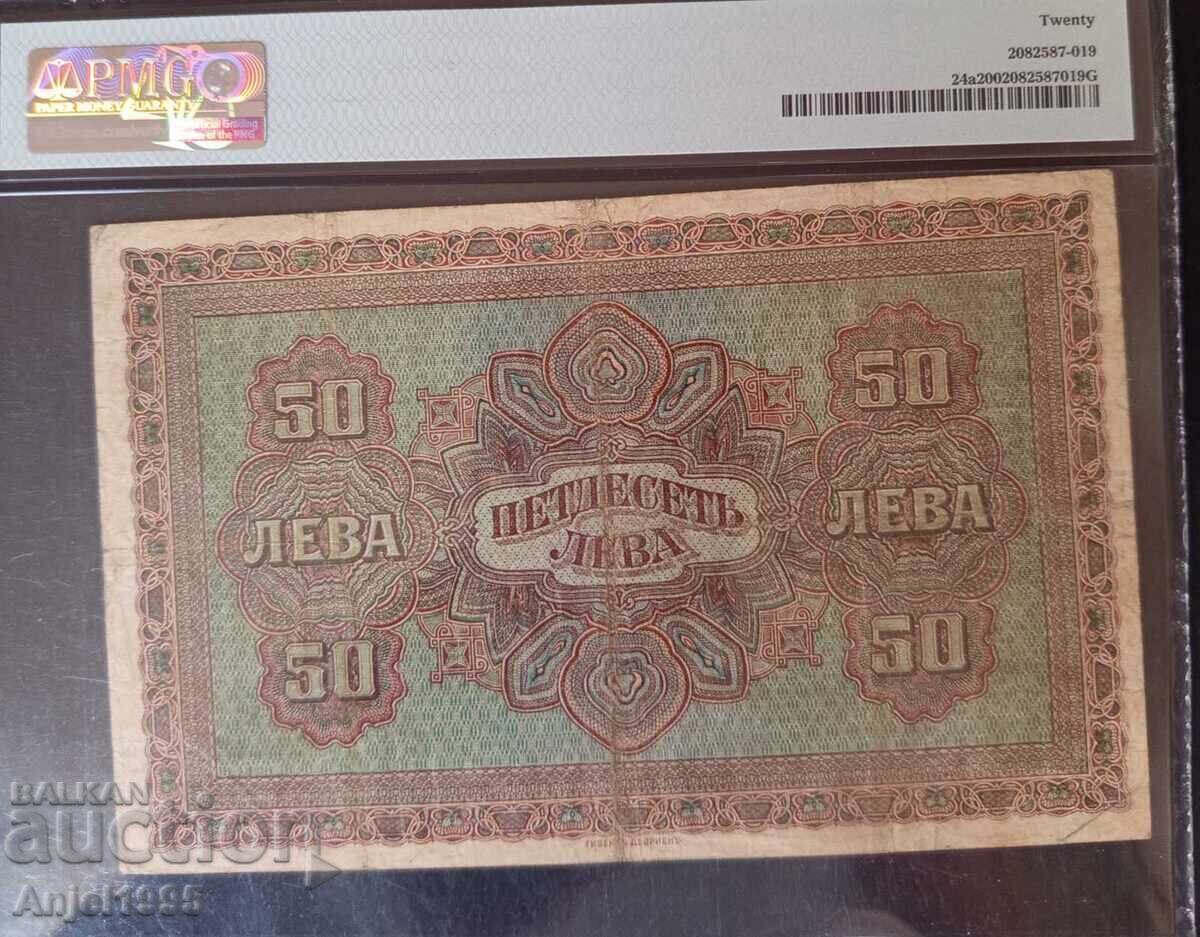 Twenty
PMG
PAPER MONEY GUARANTY
2082587-019
24a2002082587019G
50 50
ПЕТДЕСЕТЬ
ЛЕВА
ЛЕВА ЛЕВА
50 50
BALKAN
auction
Anjel1995